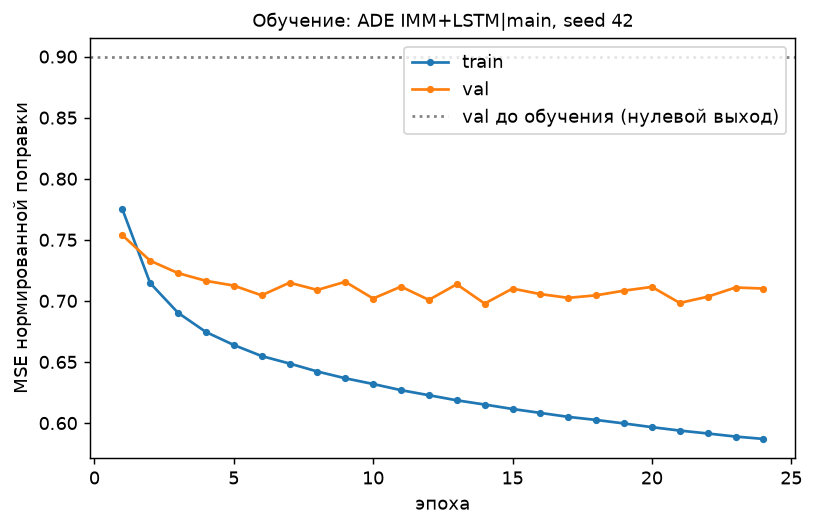 Обучение: ADE IMM+LSTM|main, seed 42
MSE нормированной поправки
0.90
0.85
0.80
0.75
0.70
0.65
0.60
train
val
val до обучения (нулевой выход)
0
5
10
15
20
25
эпоха